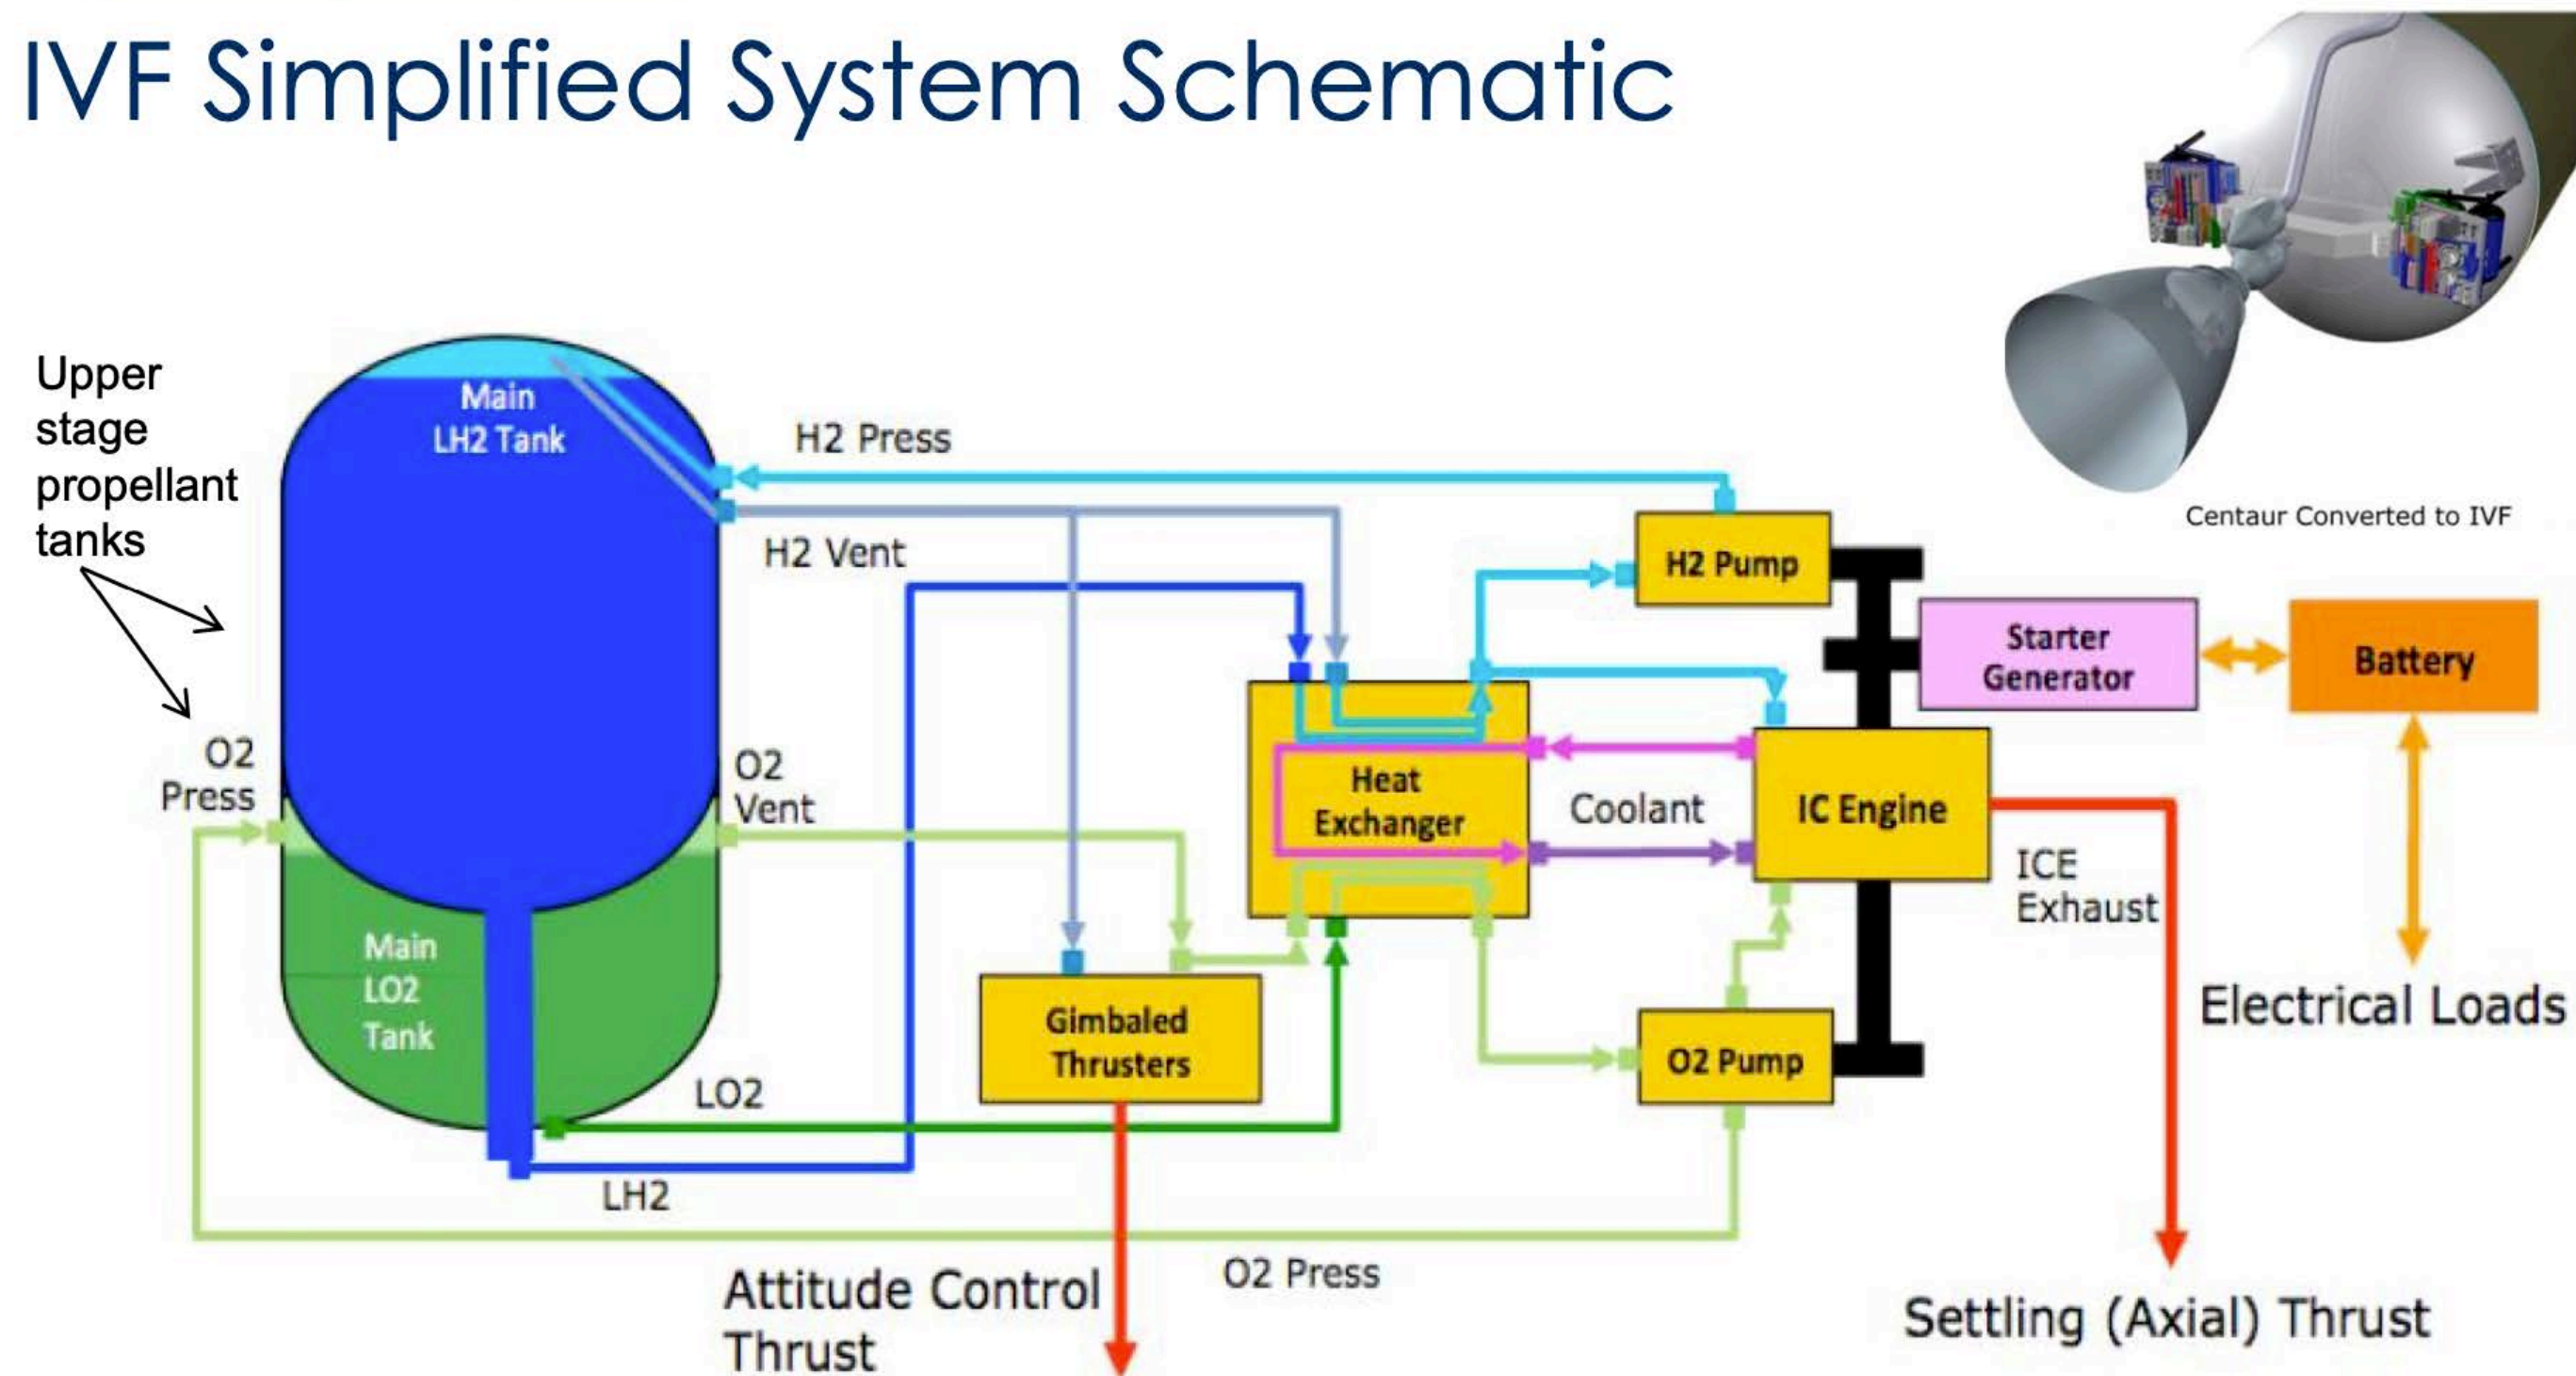 IVF Simplified System Schematic
Centaur Converted to IVF
Upper
stage
propellant
tanks
Main
LH2 Tank
H2 Press
H2 Vent
H2 Pump
Starter
Generator
Battery
O2
Press
O2
Vent
Heat
Exchanger
Coolant
IC Engine
ICE
Exhaust
Main
LO2
Tank
Gimbaled
Thrusters
O2 Pump
Electrical Loads
LO2
LH2
O2 Press
Attitude Control
Thrust
Settling (Axial) Thrust